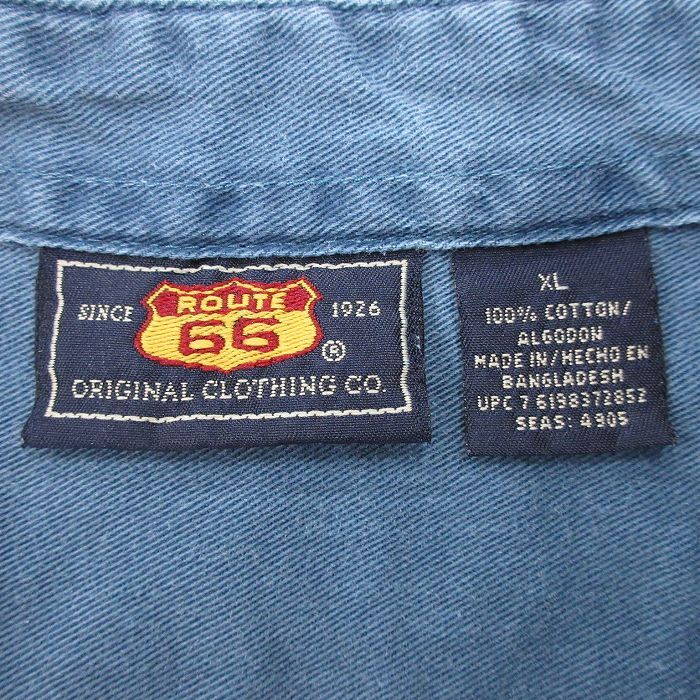 SINCE ROUTE 66 ® 1926
ORIGINAL CLOTHING CO.
XL
100% COTTON/
ALGODON
MADE IN/HECHO EN
BANGLADESH
UPC 7 6198372852
SEAS: 4905